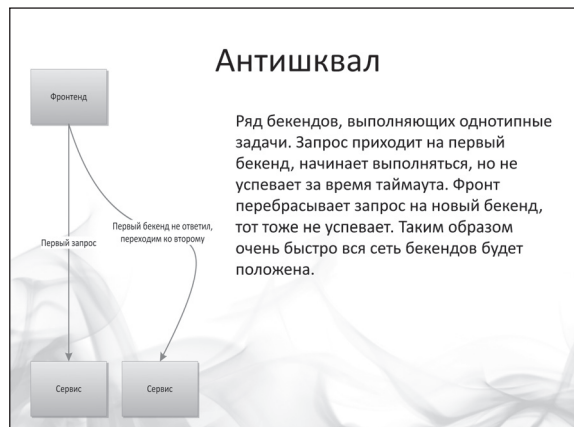 Антишквал
Фронтенд
Ряд бекендов, выполняющих однотипные
задачи. Запрос приходит на первый
бекенд, начинает выполняться, но не
успевает за время таймаута. Фронт
перебрасывает запрос на новый бекенд,
тот тоже не успевает. Таким образом
очень быстро вся сеть бекендов будет
положена.
Первый запрос
Первый бекенд не ответил,
переходим ко второму
Сервис
Сервис